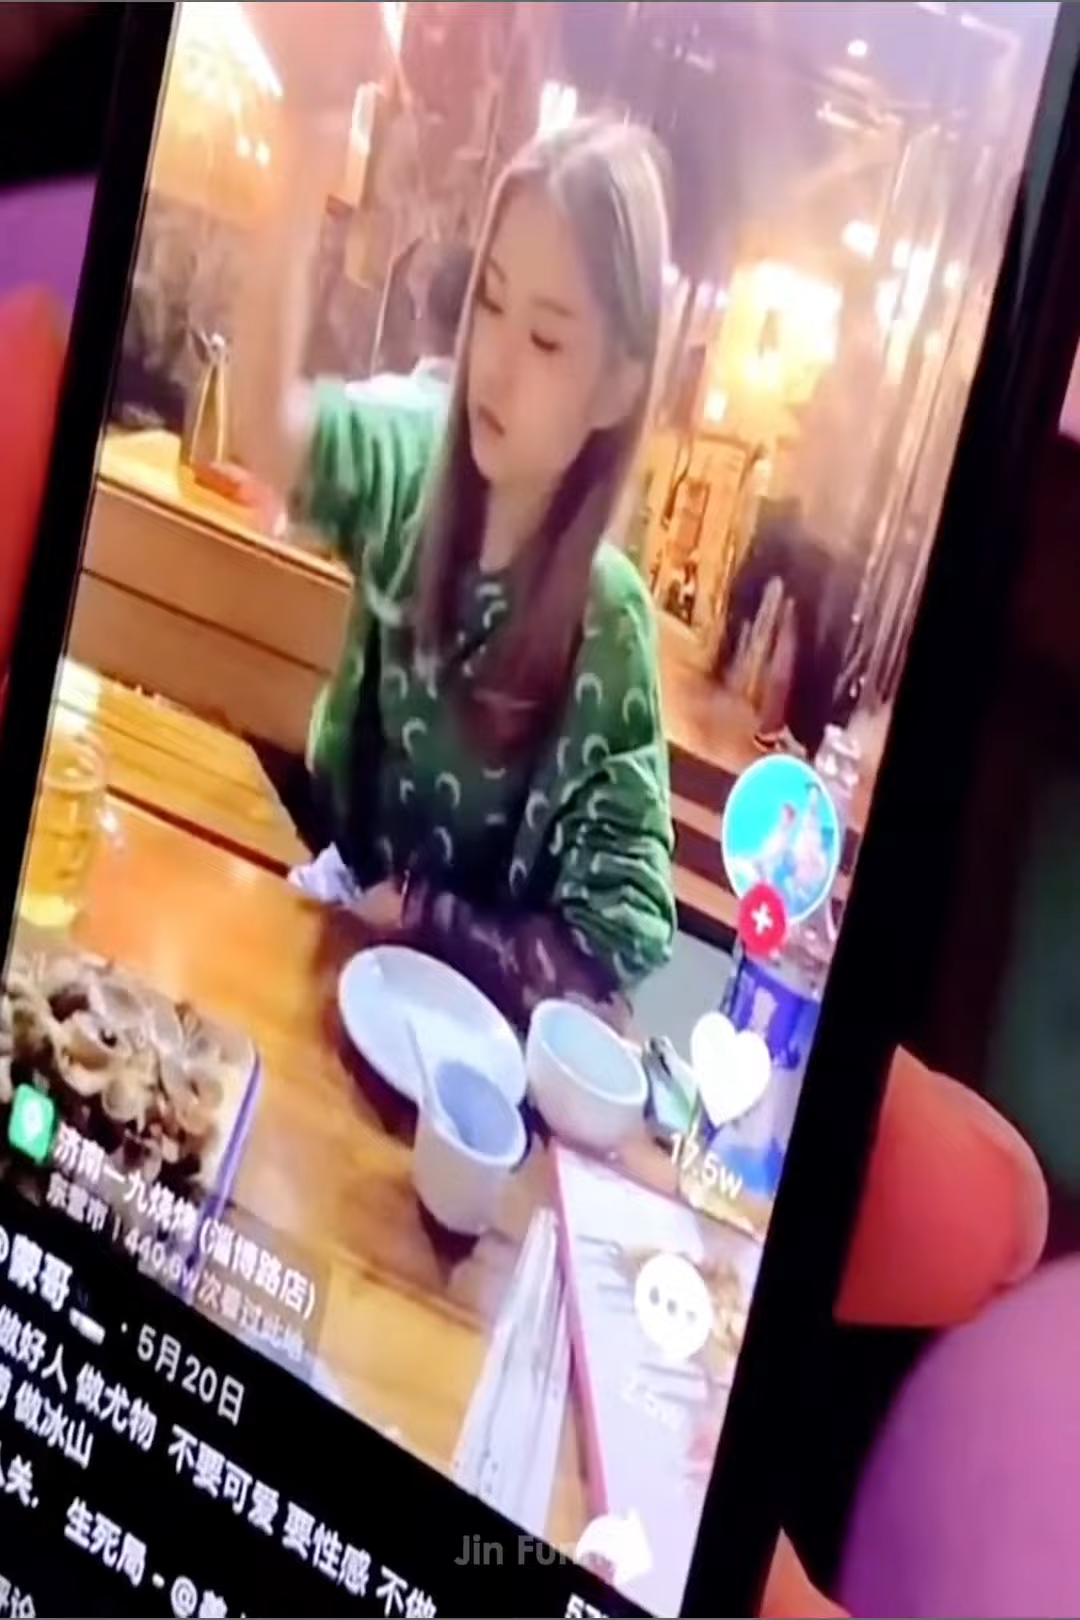 济南一九烧烤(淄博路店)
东营市 | 440.6w次看过此地
17.5w
蒙哥
· 5月20日
做好人 做尤物 不要可爱 要性感 不做
做冰山
生死局 - @
评论
Jin Fun